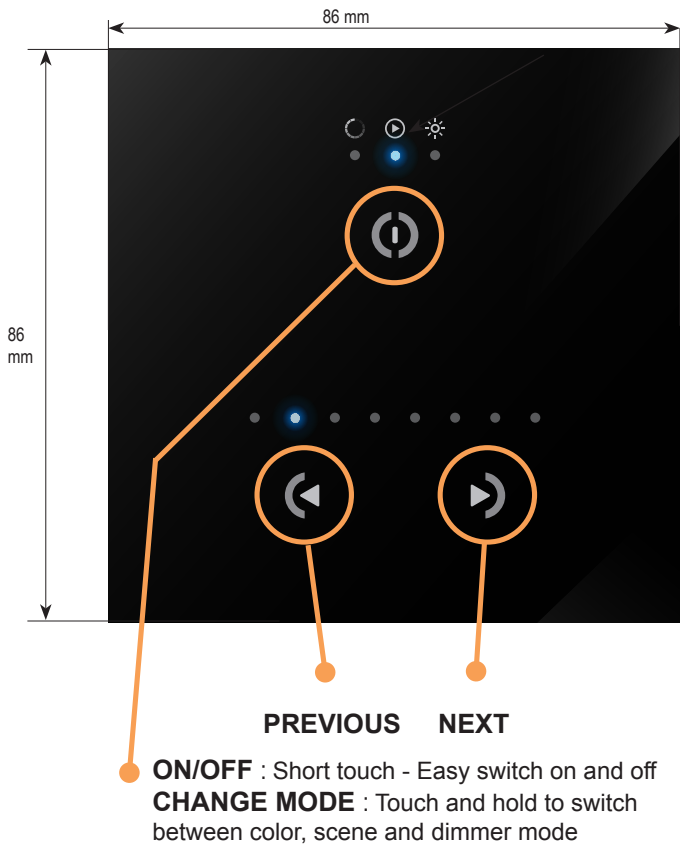 86 mm
86
mm
PREVIOUS NEXT
ON/OFF : Short touch - Easy switch on and off
CHANGE MODE : Touch and hold to switch
between color, scene and dimmer mode